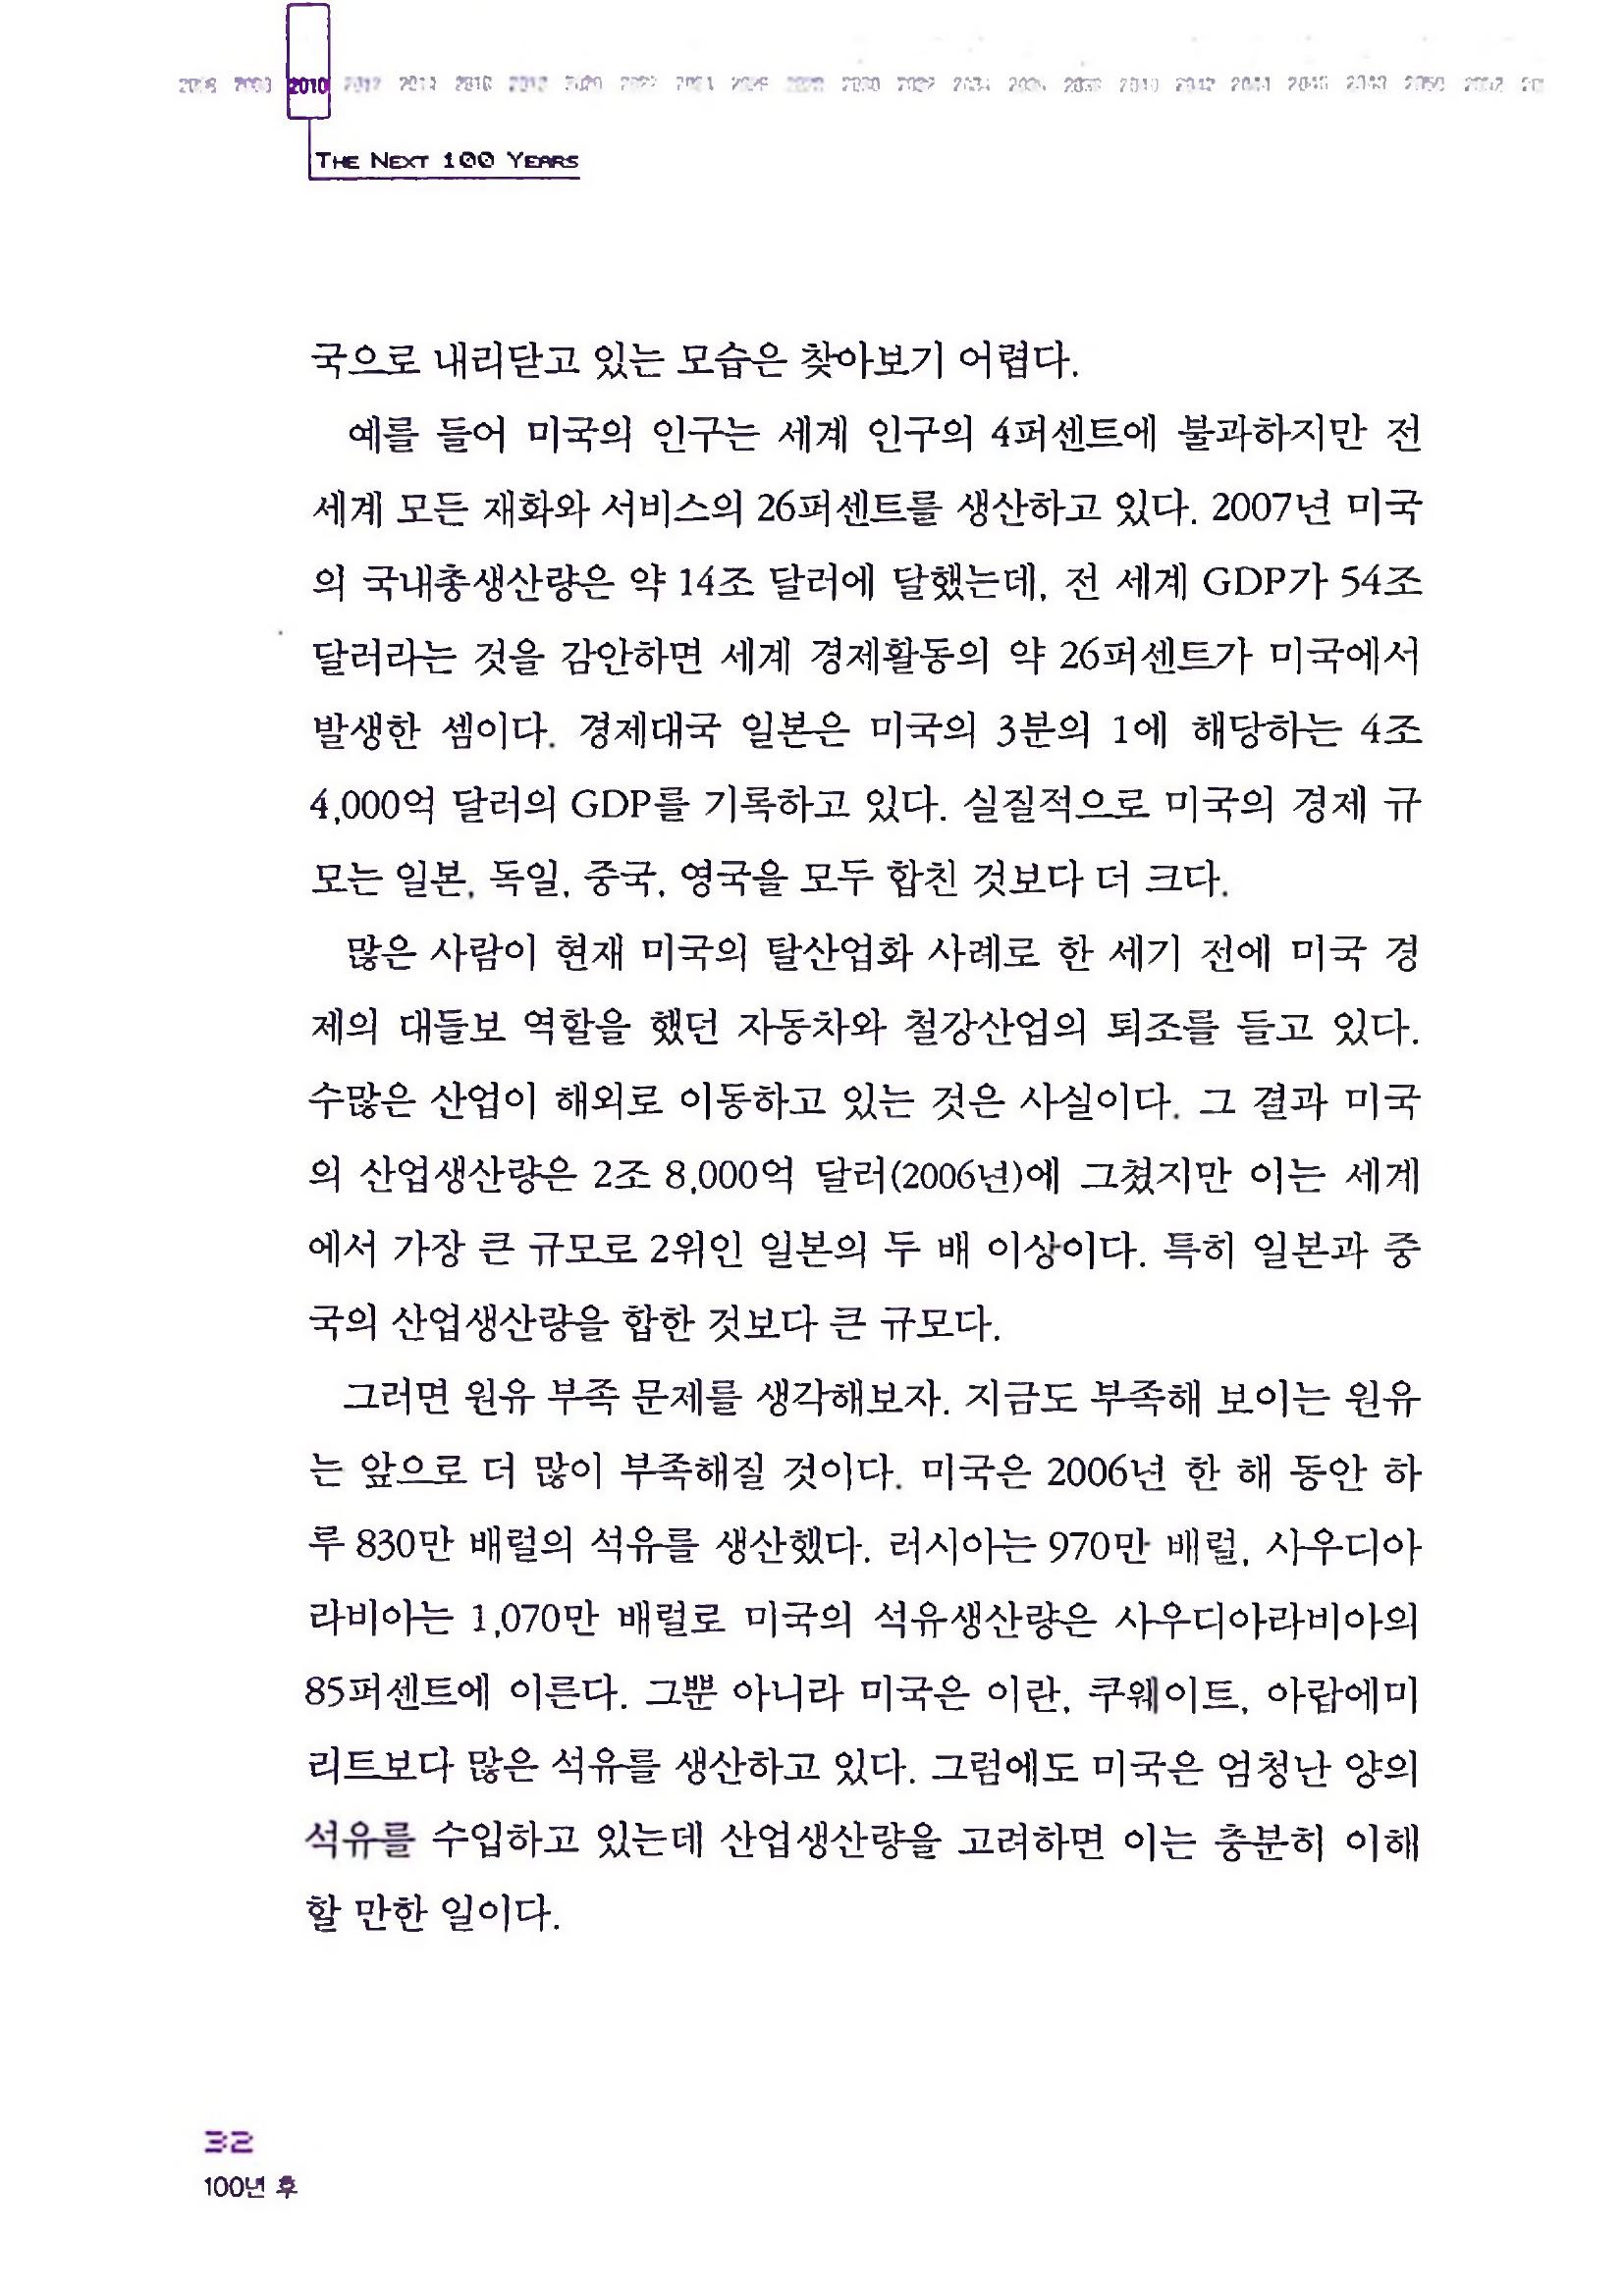 2010
THE NEXT 100 YEARS
국으로 내리닫고 있는 모습은 찾아보기 어렵다.
예를 들어 미국의 인구는 세계 인구의 4퍼센트에 불과하지만 전
세계 모든 재화와 서비스의 26퍼센트를 생산하고 있다. 2007년 미국
의 국내총생산량은 약 14조 달러에 달했는데, 전 세계 GDP가 54조
달러라는 것을 감안하면 세계 경제활동의 약 26퍼센트가 미국에서
발생한 셈이다. 경제대국 일본은 미국의 3분의 1에 해당하는 4조
4,000억 달러의 GDP를 기록하고 있다. 실질적으로 미국의 경제 규
모는 일본, 독일, 중국, 영국을 모두 합친 것보다 더 크다.
많은 사람이 현재 미국의 탈산업화 사례로 한 세기 전에 미국 경
제의 대들보 역할을 했던 자동차와 철강산업의 퇴조를 들고 있다.
수많은 산업이 해외로 이동하고 있는 것은 사실이다. 그 결과 미국
의 산업생산량은 2조 8,000억 달러(2006년)에 그쳤지만 이는 세계
에서 가장 큰 규모로 2위인 일본의 두 배 이상이다. 특히 일본과 중
국의 산업생산량을 합한 것보다 큰 규모다.
그러면 원유 부족 문제를 생각해보자. 지금도 부족해 보이는 원유
는 앞으로 더 많이 부족해질 것이다. 미국은 2006년 한 해 동안 하
루 830만 배럴의 석유를 생산했다. 러시아는 970만 배럴, 사우디아
라비아는 1,070만 배럴로 미국의 석유생산량은 사우디아라비아의
85퍼센트에 이른다. 그뿐 아니라 미국은 이란, 쿠웨이트, 아랍에미
리트보다 많은 석유를 생산하고 있다. 그럼에도 미국은 엄청난 양의
석유를 수입하고 있는데 산업생산량을 고려하면 이는 충분히 이해
할 만한 일이다.
32
100년 후